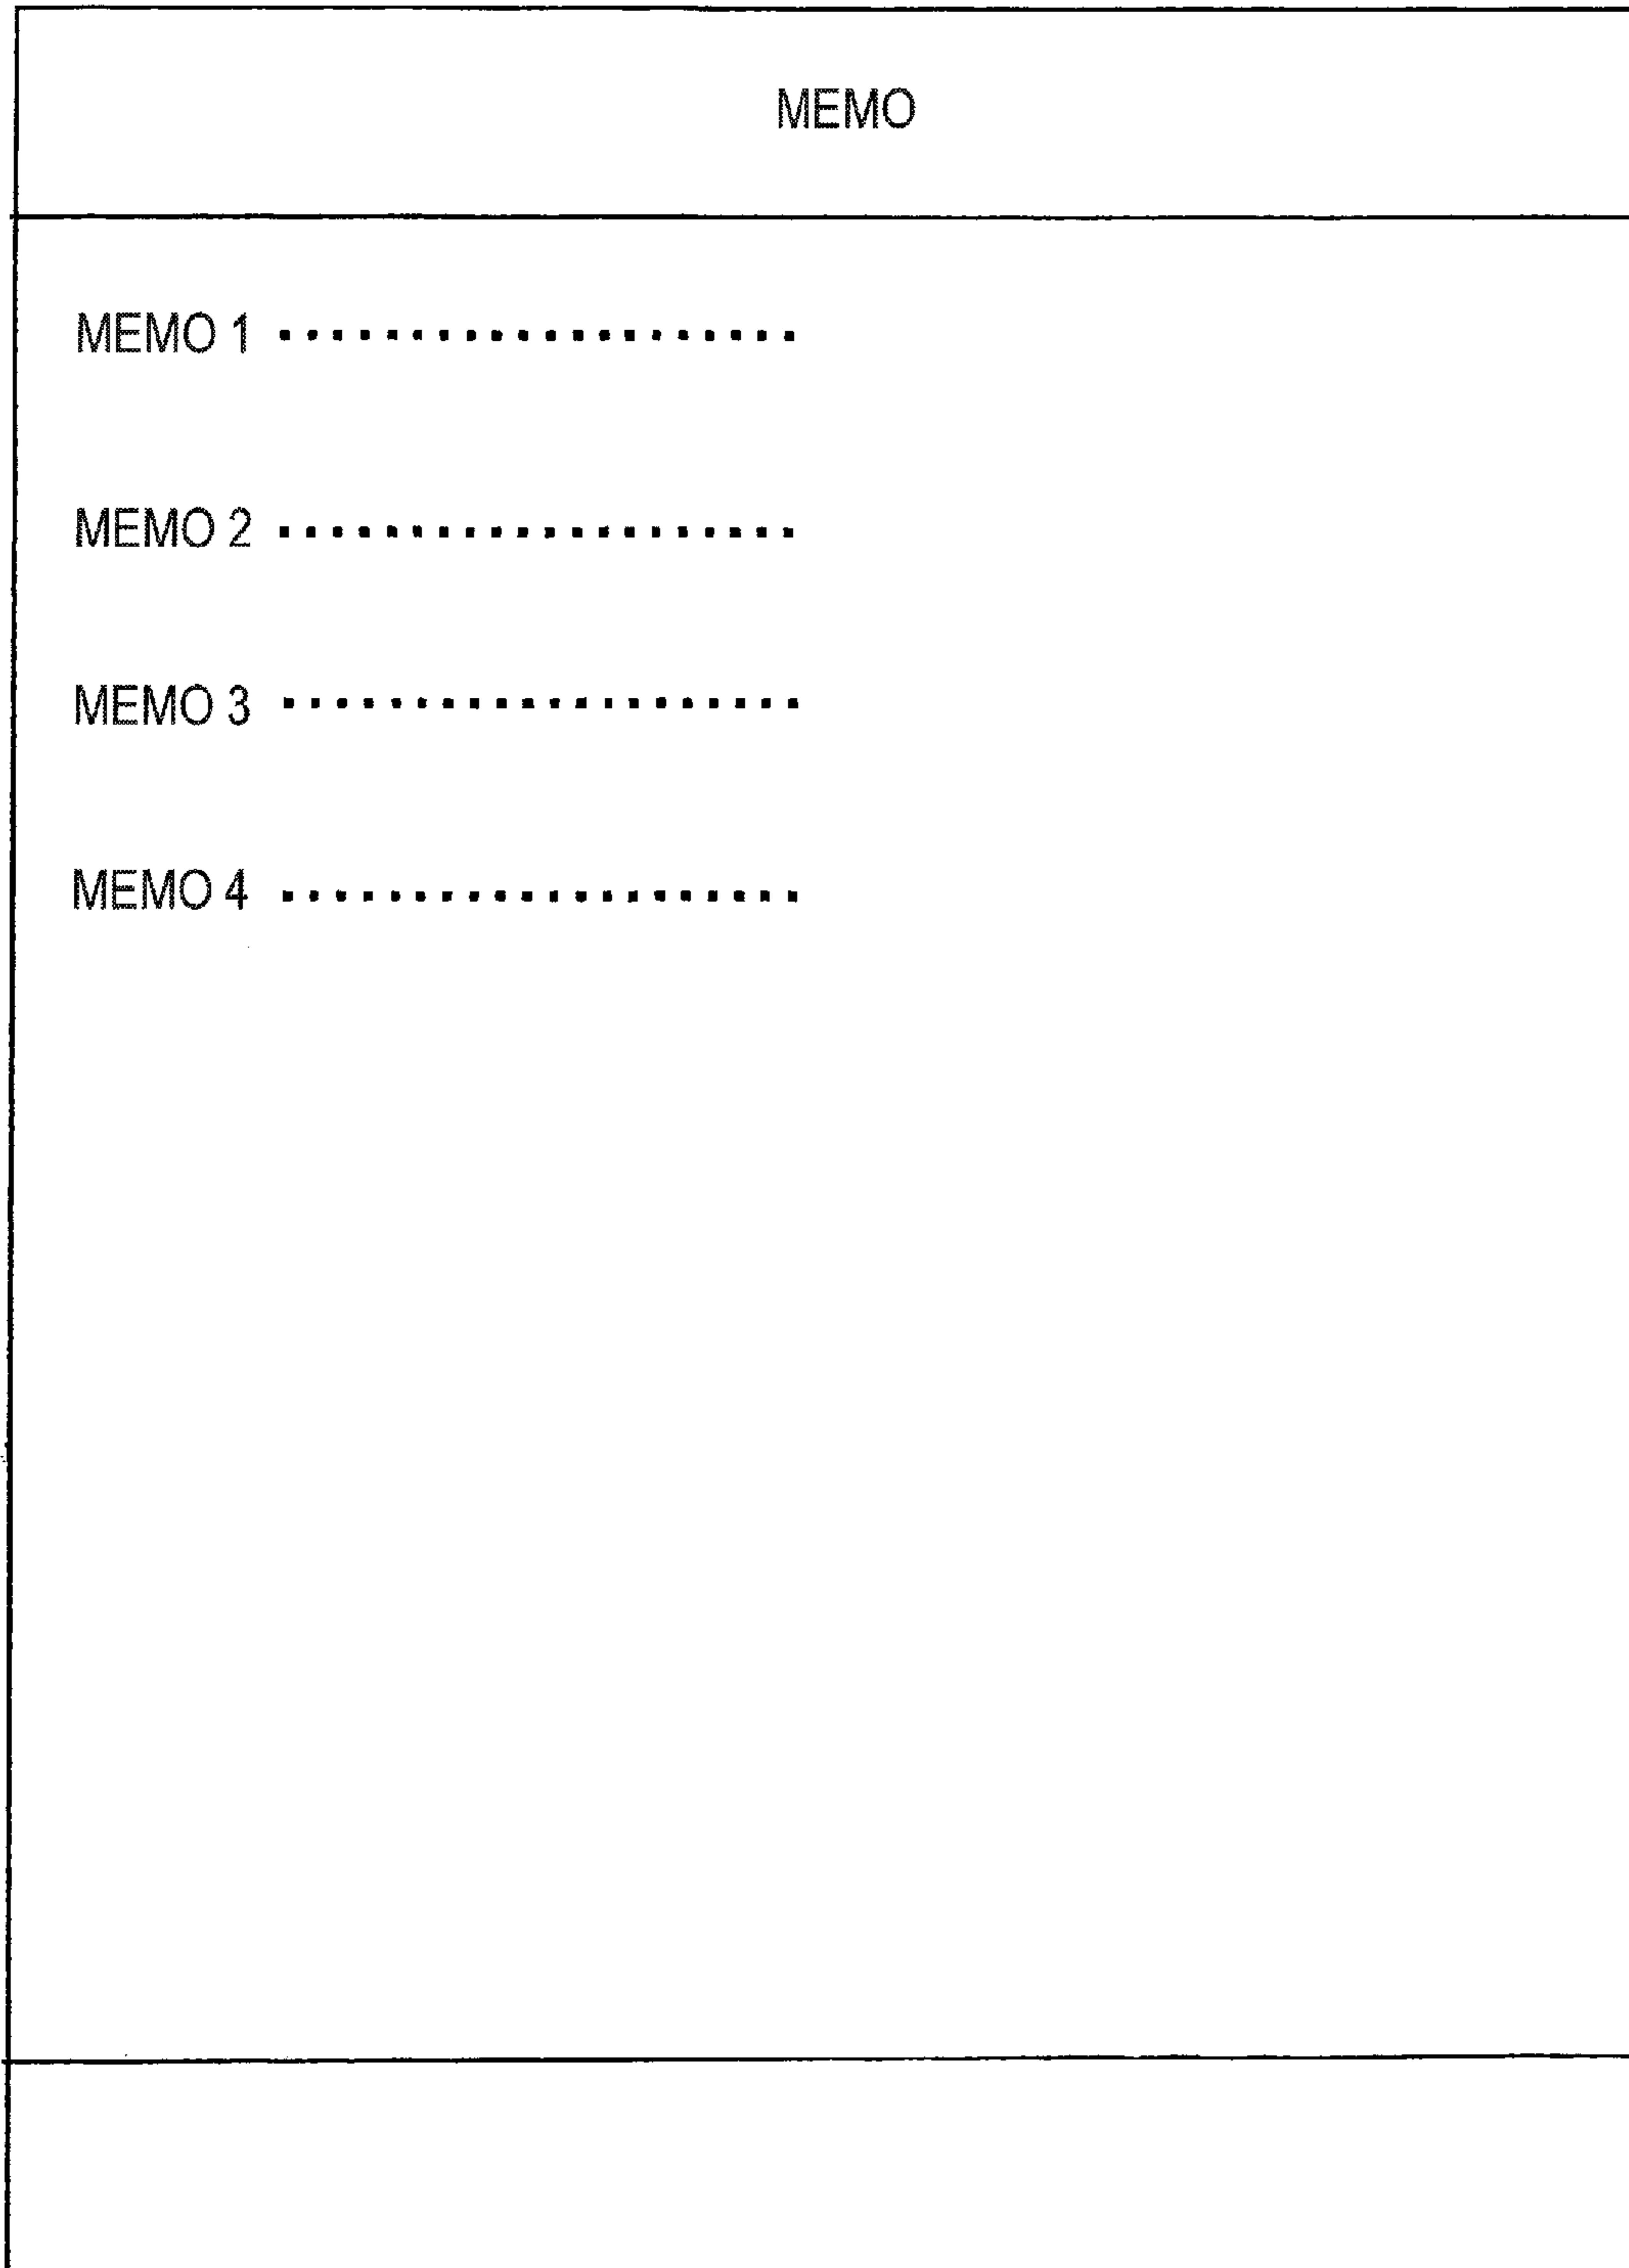 MEMO
MEMO 1 ....................
MEMO 2 ....................
MEMO 3 ....................
MEMO 4 ....................